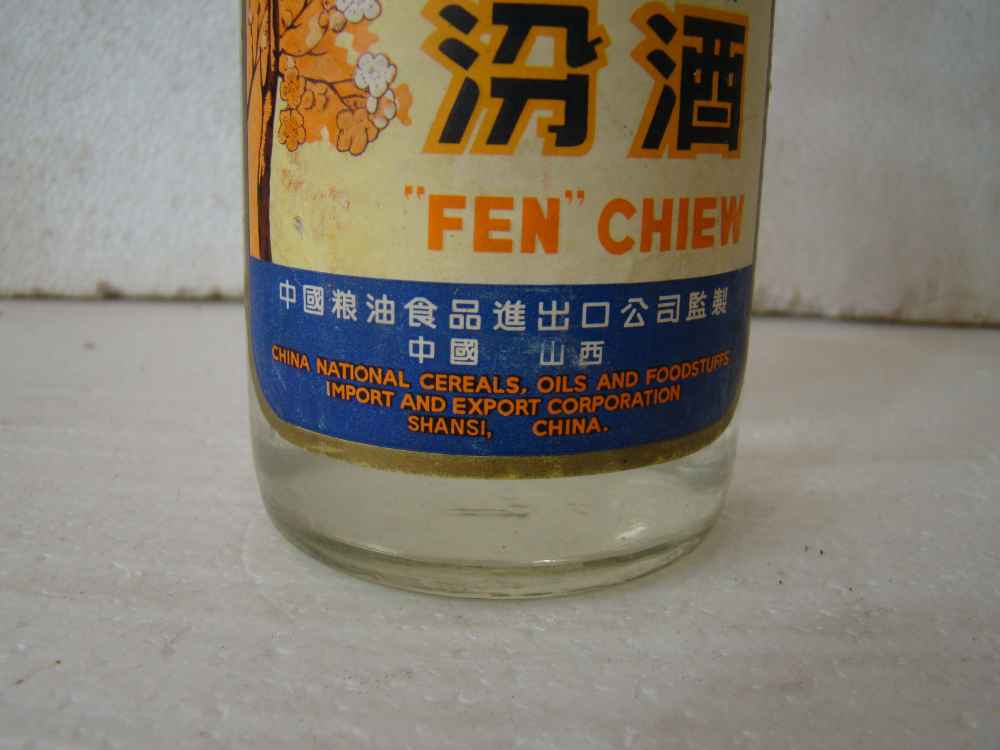 汾酒
"FEN" CHIEW
中國粮油食品進出口公司監製
中國 山西
CHINA NATIONAL CEREALS, OILS AND FOODSTUFFS
IMPORT AND EXPORT CORPORATION
SHANSI, CHINA.